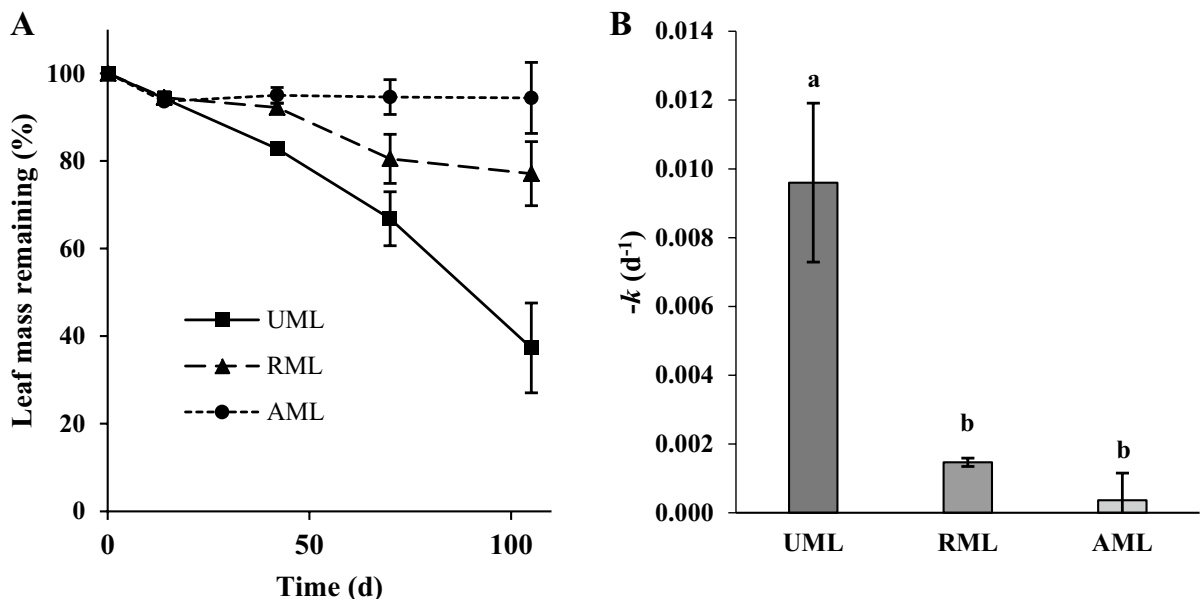 A
Leaf mass remaining (%)
100
80
60
40
20
0
UML
RML
AML
0
50
100
Time (d)
B
-k (d-1)
0.014
0.012
0.010
0.008
0.006
0.004
0.002
0.000
a
b
b
UML
RML
AML